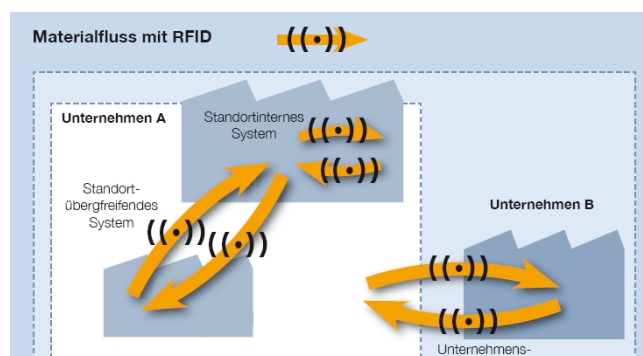 Materialfluss mit RFID
Unternehmen A
Standortinternes
System
Standort-
übergreifendes
System
Unternehmen B
Unternehmens-